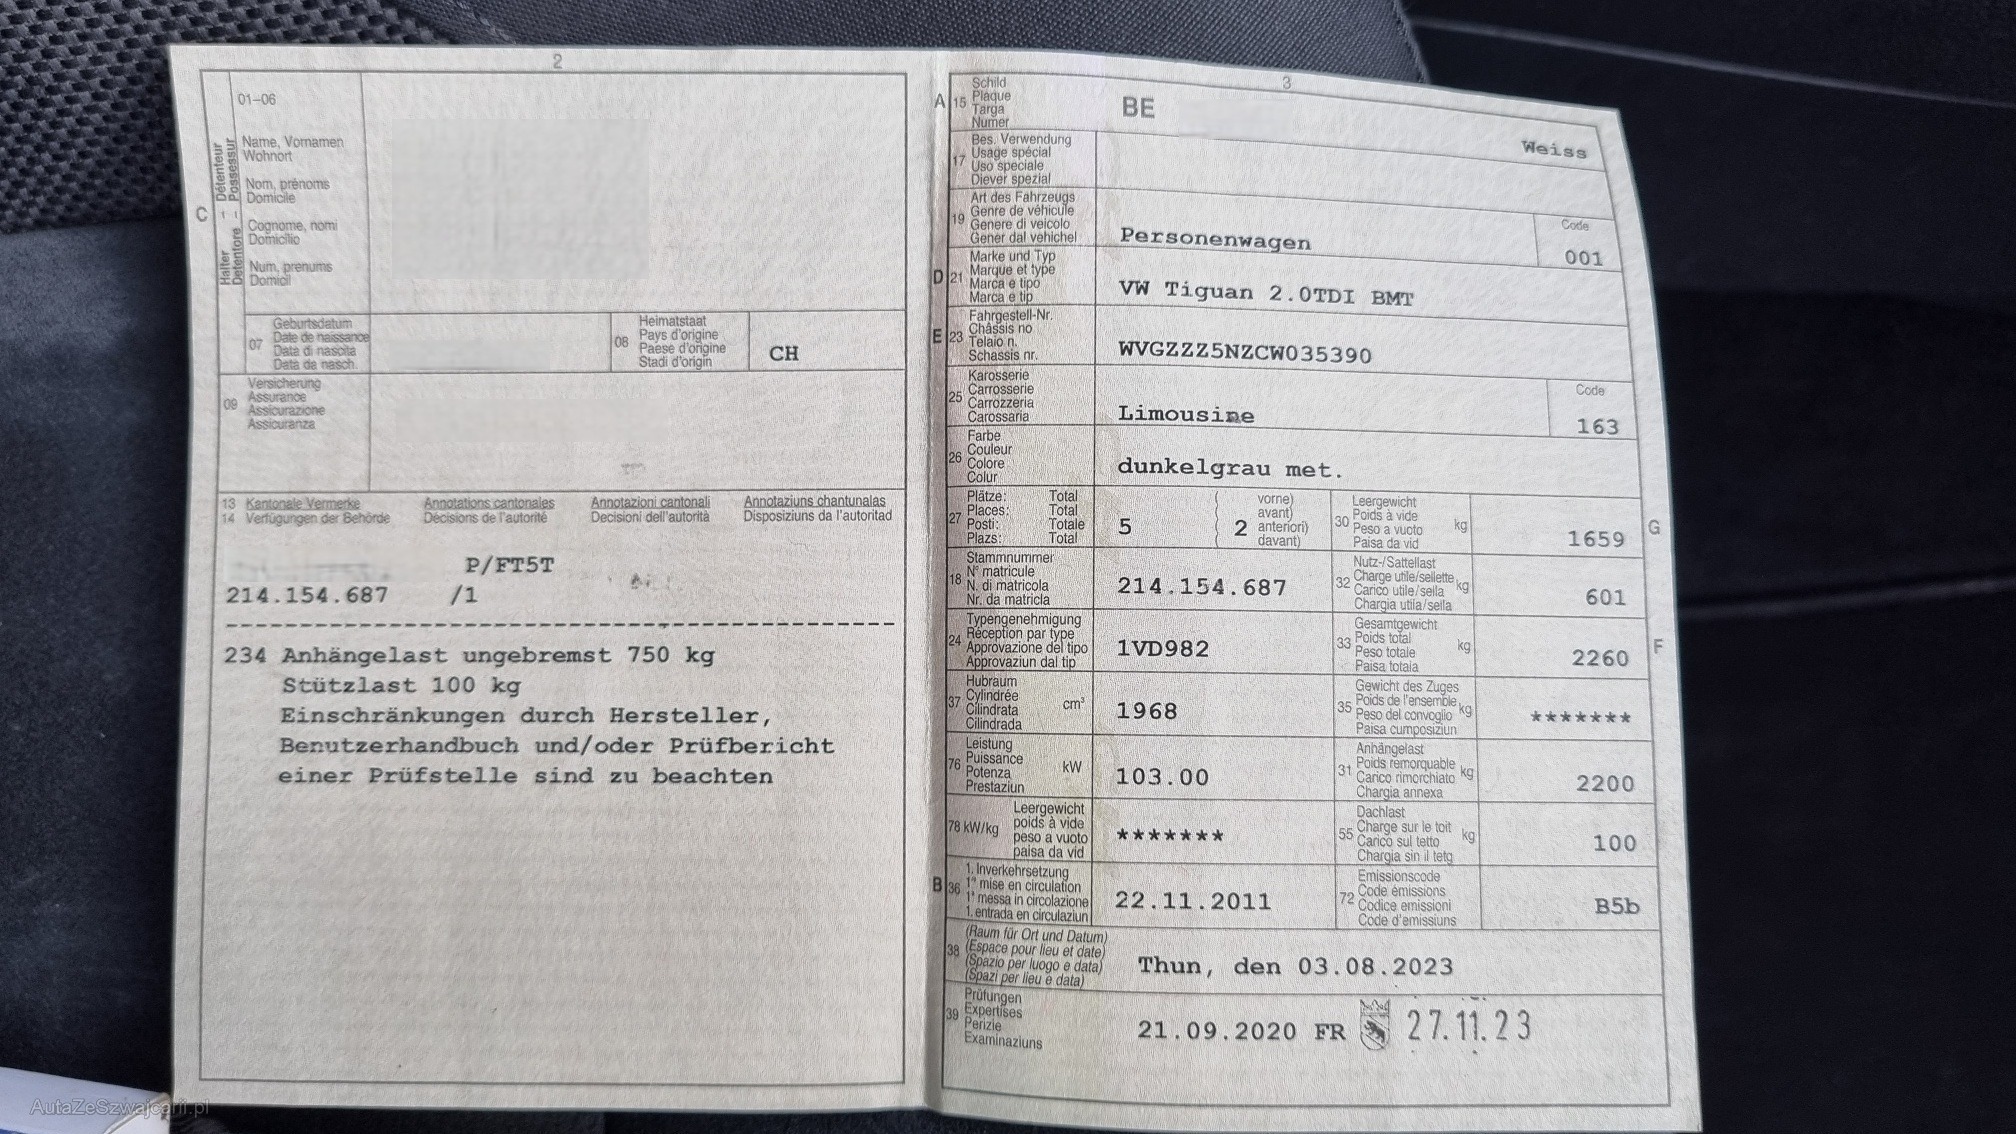 2
01-06
C
Halter - Détenteur
Detentore - Possessur
Name, Vornamen
Wohnort
Nom, prénoms
Domicile
Cognome, nomi
Domicilio
Num, prenums
Domicil
07
Geburtsdatum
Date de naissance
Data di nascita
Data da nasch.
08
Heimatstaat
Pays d'origine
Paese d'origine
Stadi d'origin
CH
09
Versicherung
Assurance
Assicurazione
Assicuranza
13 Kantonale Vermerke Annotations cantonales Annotazioni cantonali Annotaziuns chantunalas
14 Verfügungen der Behörde Décisions de l'autorité Decisioni dell'autorità Disposiziuns da l'autoritad
P/FT5T
214.154.687 /1
234 Anhängelast ungebremst 750 kg
Stützlast 100 kg
Einschränkungen durch Hersteller,
Benutzerhandbuch und/oder Prüfbericht
einer Prüfstelle sind zu beachten
3
A 15
Schild
Plaque
Targa
Numer
BE
Weiss
17
Bes. Verwendung
Usage spécial
Uso speciale
Diever spezial
19
Art des Fahrzeugs
Genre de véhicule
Genere di veicolo
Gener dal vehichel
Personenwagen
Code
001
D 21
Marke und Typ
Marque et type
Marca e tipo
Marca e tip
VW Tiguan 2.0TDI BMT
E 23
Fahrgestell-Nr.
Châssis no
Telaio n.
Schassis nr.
WVGZZZ5NZCW035390
25
Karosserie
Carrosserie
Carrozzeria
Carossaria
Limousine
Code
163
26
Farbe
Couleur
Colore
Colur
dunkelgrau met.
27
Plätze: Total
Places: Total
Posti: Totale
Plazs: Total
5
( vorne)
avant)
( 2 anteriori)
( davant)
30
Leergewicht
Poids à vide
Peso a vuoto
Paisa da vid
kg
1659
G
18
Stammnummer
N° matricule
N. di matricola
Nr. da matricla
214.154.687
32
Nutz-/Sattellast
Charge utile/sellette
Carico utile/sella
Chargia utila/sella
kg
601
24
Typengenehmigung
Réception par type
Approvazione del tipo
Approvaziun dal tip
1VD982
33
Gesamtgewicht
Poids total
Peso totale
Paisa totala
kg
2260
F
37
Hubraum
Cylindrée
Cilindrata
Cilindrada
cm³
1968
35
Gewicht des Zuges
Poids de l'ensemble
Peso del convoglio
Paisa cumposiziun
kg
*******
76
Leistung
Puissance
Potenza
Prestaziun
kW
103.00
31
Anhängelast
Poids remorquable
Carico rimorchiato
Chargia annexa
kg
2200
78 kW/kg
Leergewicht
poids à vide
peso a vuoto
paisa da vid
*******
55
Dachlast
Charge sur le toit
Carico sul tetto
Chargia sin il tetg
kg
100
B 36
1. Inverkehrsetzung
1ª mise en circulation
1ª messa in circolazione
1. entrada en circulaziun
22.11.2011
72
Emissionscode
Code émissions
Codice emissioni
Code d'emissiuns
B5b
38
(Raum für Ort und Datum)
(Espace pour lieu et date)
(Spazio per luogo e data)
(Spazi per lieu e data)
Thun, den 03.08.2023
39
Prüfungen
Expertises
Perizie
Examinaziuns
21.09.2020 FR 27.11.23
AutaZeSzwajcarii.pl